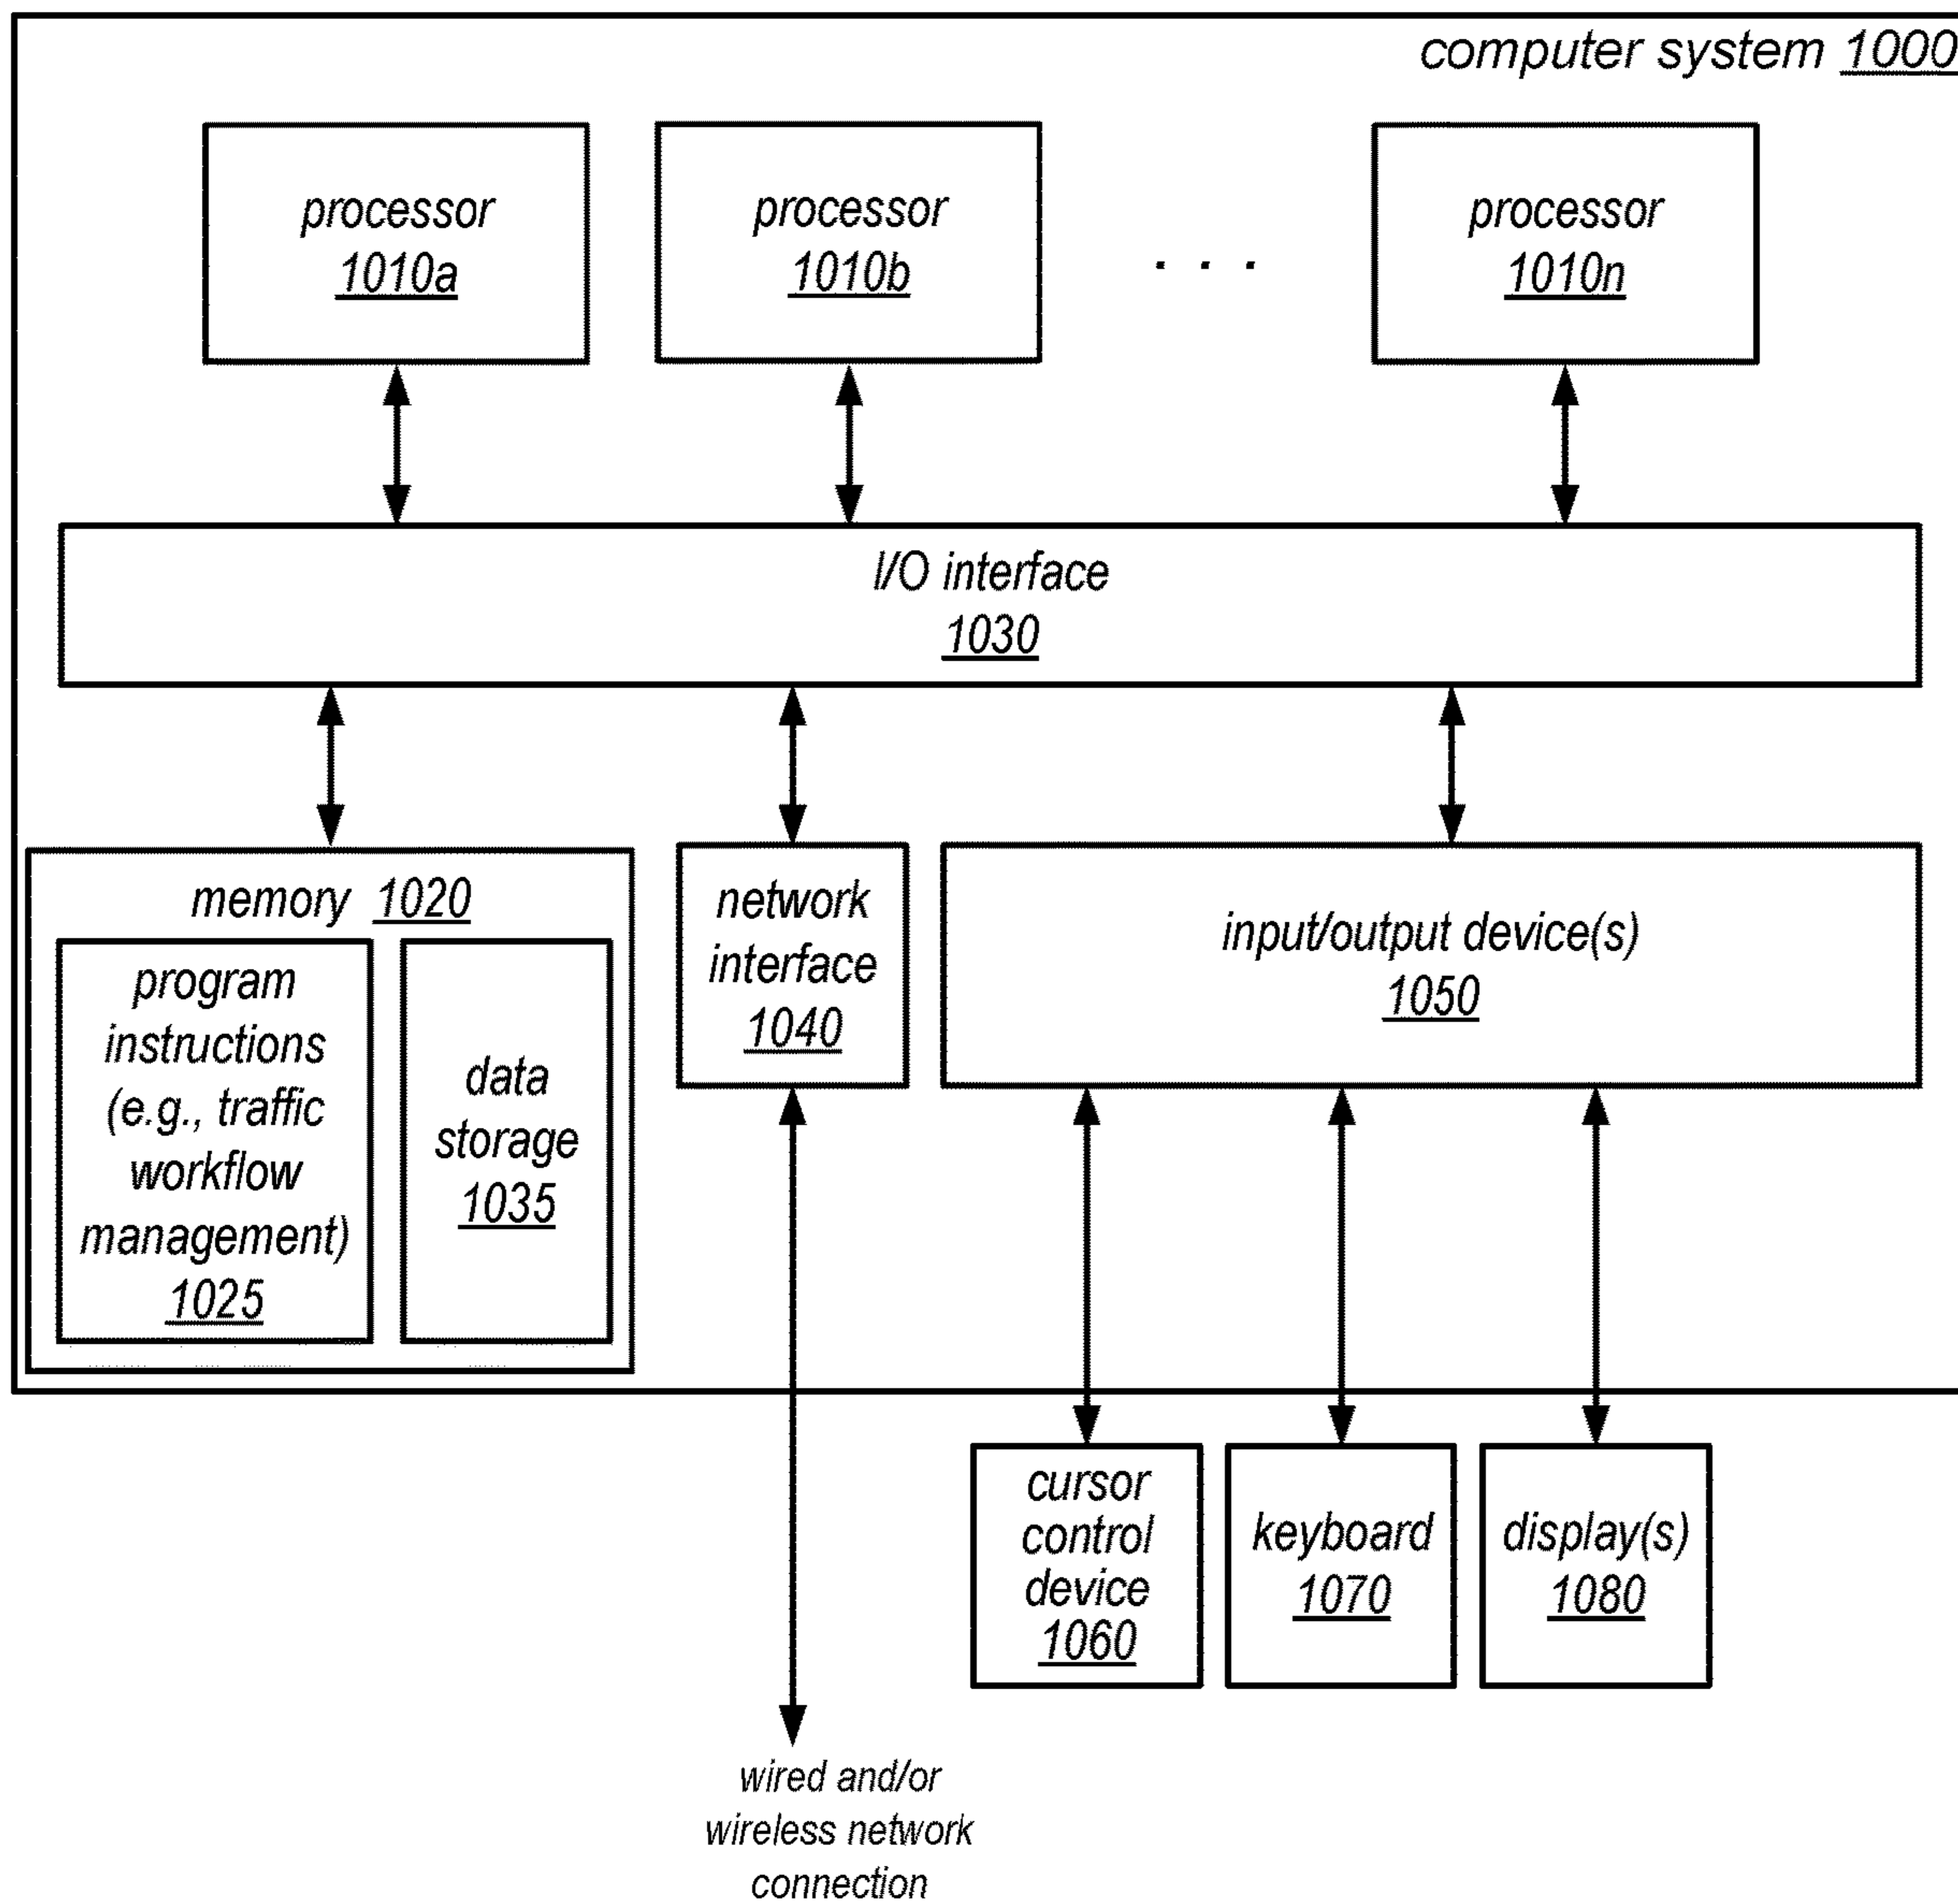 computer system 1000
processor
1010a
processor
1010b
. . .
processor
1010n
I/O interface
1030
memory 1020
program
instructions
(e.g., traffic
workflow
management)
1025
data
storage
1035
network
interface
1040
input/output device(s)
1050
cursor
control
device
1060
keyboard
1070
display(s)
1080
wired and/or
wireless network
connection